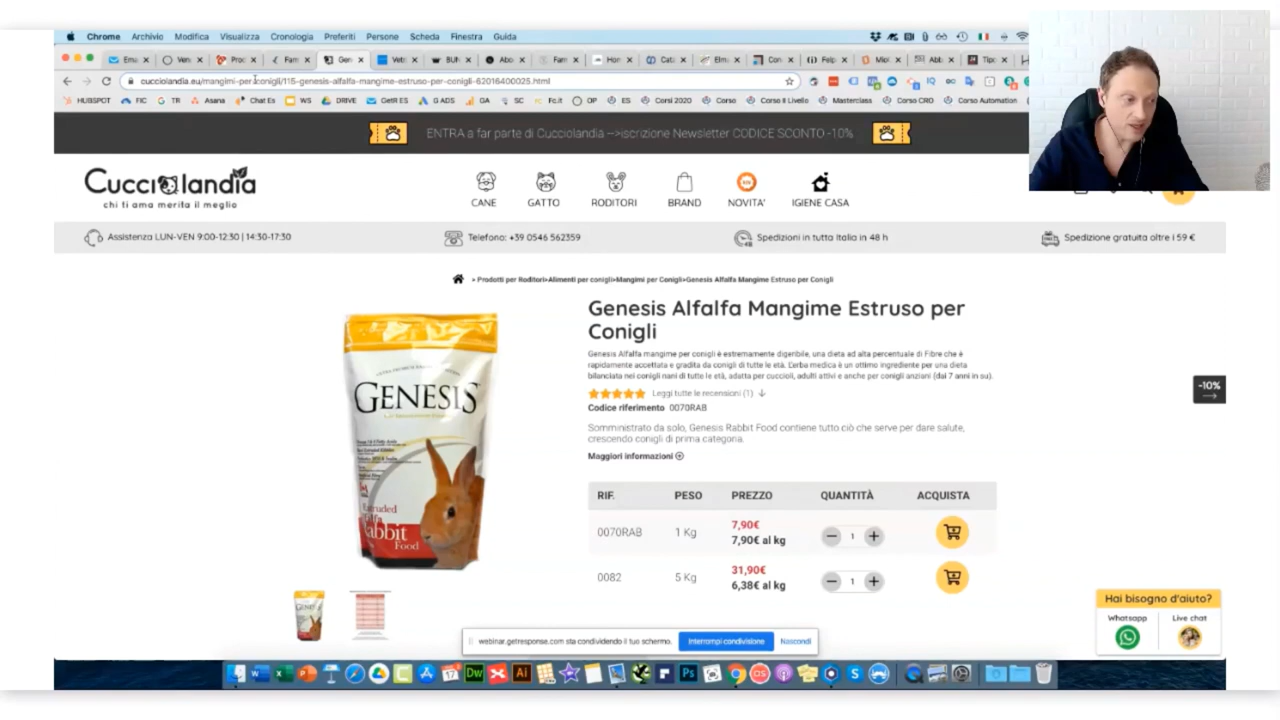 Chrome Archivio Modifica Visualizza Cronologia Preferiti Persone Scheda Finestra Guida
cucciolandia.eu/mangimi-per-conigli/115-genesis-alfalfa-mangime-estruso-per-conigli-62016400025.html
HUBSPOT FIC TR Asana Chat Es WS DRIVE GetR ES G ADS GA SC Fc.it OP ES Corsi 2020 Corso Corso II Livello Masterclass Corso CRO Corso Automation
ENTRA a far parte di Cucciolandia -->iscrizione Newsletter CODICE SCONTO -10%
Cucciolandia
chi ti ama merita il meglio
CANE GATTO RODITORI BRAND NOVITA' IGIENE CASA
Assistenza LUN-VEN 9:00-12:30 | 14:30-17:30
Telefono: +39 0546 562359
Spedizioni in tutta Italia in 48 h
Spedizione gratuita oltre i 59 €
> Prodotti per Roditori>Alimenti per conigli>Mangimi per Conigli>Genesis Alfalfa Mangime Estruso per Conigli
Genesis Alfalfa Mangime Estruso per
Conigli
Genesis Alfalfa mangime per conigli è estremamente digeribile, una dieta ad alta percentuale di Fibre che è
rapidamente accettata e gradita da conigli di tutte le età. L'erba medica è un ottimo ingrediente per una dieta
bilanciata nei conigli nani di tutte le età, adatta per cuccioli, adulti attivi e anche per conigli anziani (dai 7 anni in su).
Leggi tutte le recensioni (1)
Codice riferimento 0070RAB
Somministrato da solo, Genesis Rabbit Food contiene tutto ciò che serve per dare salute,
crescendo conigli di prima categoria.
Maggiori informazioni
-10%
RIF. PESO PREZZO QUANTITÀ ACQUISTA
0070RAB 1 Kg 7,90€ 1
7,90€ al kg
0082 5 Kg 31,90€ 1
6,38€ al kg
GENESIS
Extruded
Alfalfa
Rabbit
Food
Hai bisogno d'aiuto?
Whatsapp Live chat
webinar.getresponse.com sta condividendo il tuo schermo. Interrompi condivisione Nascondi